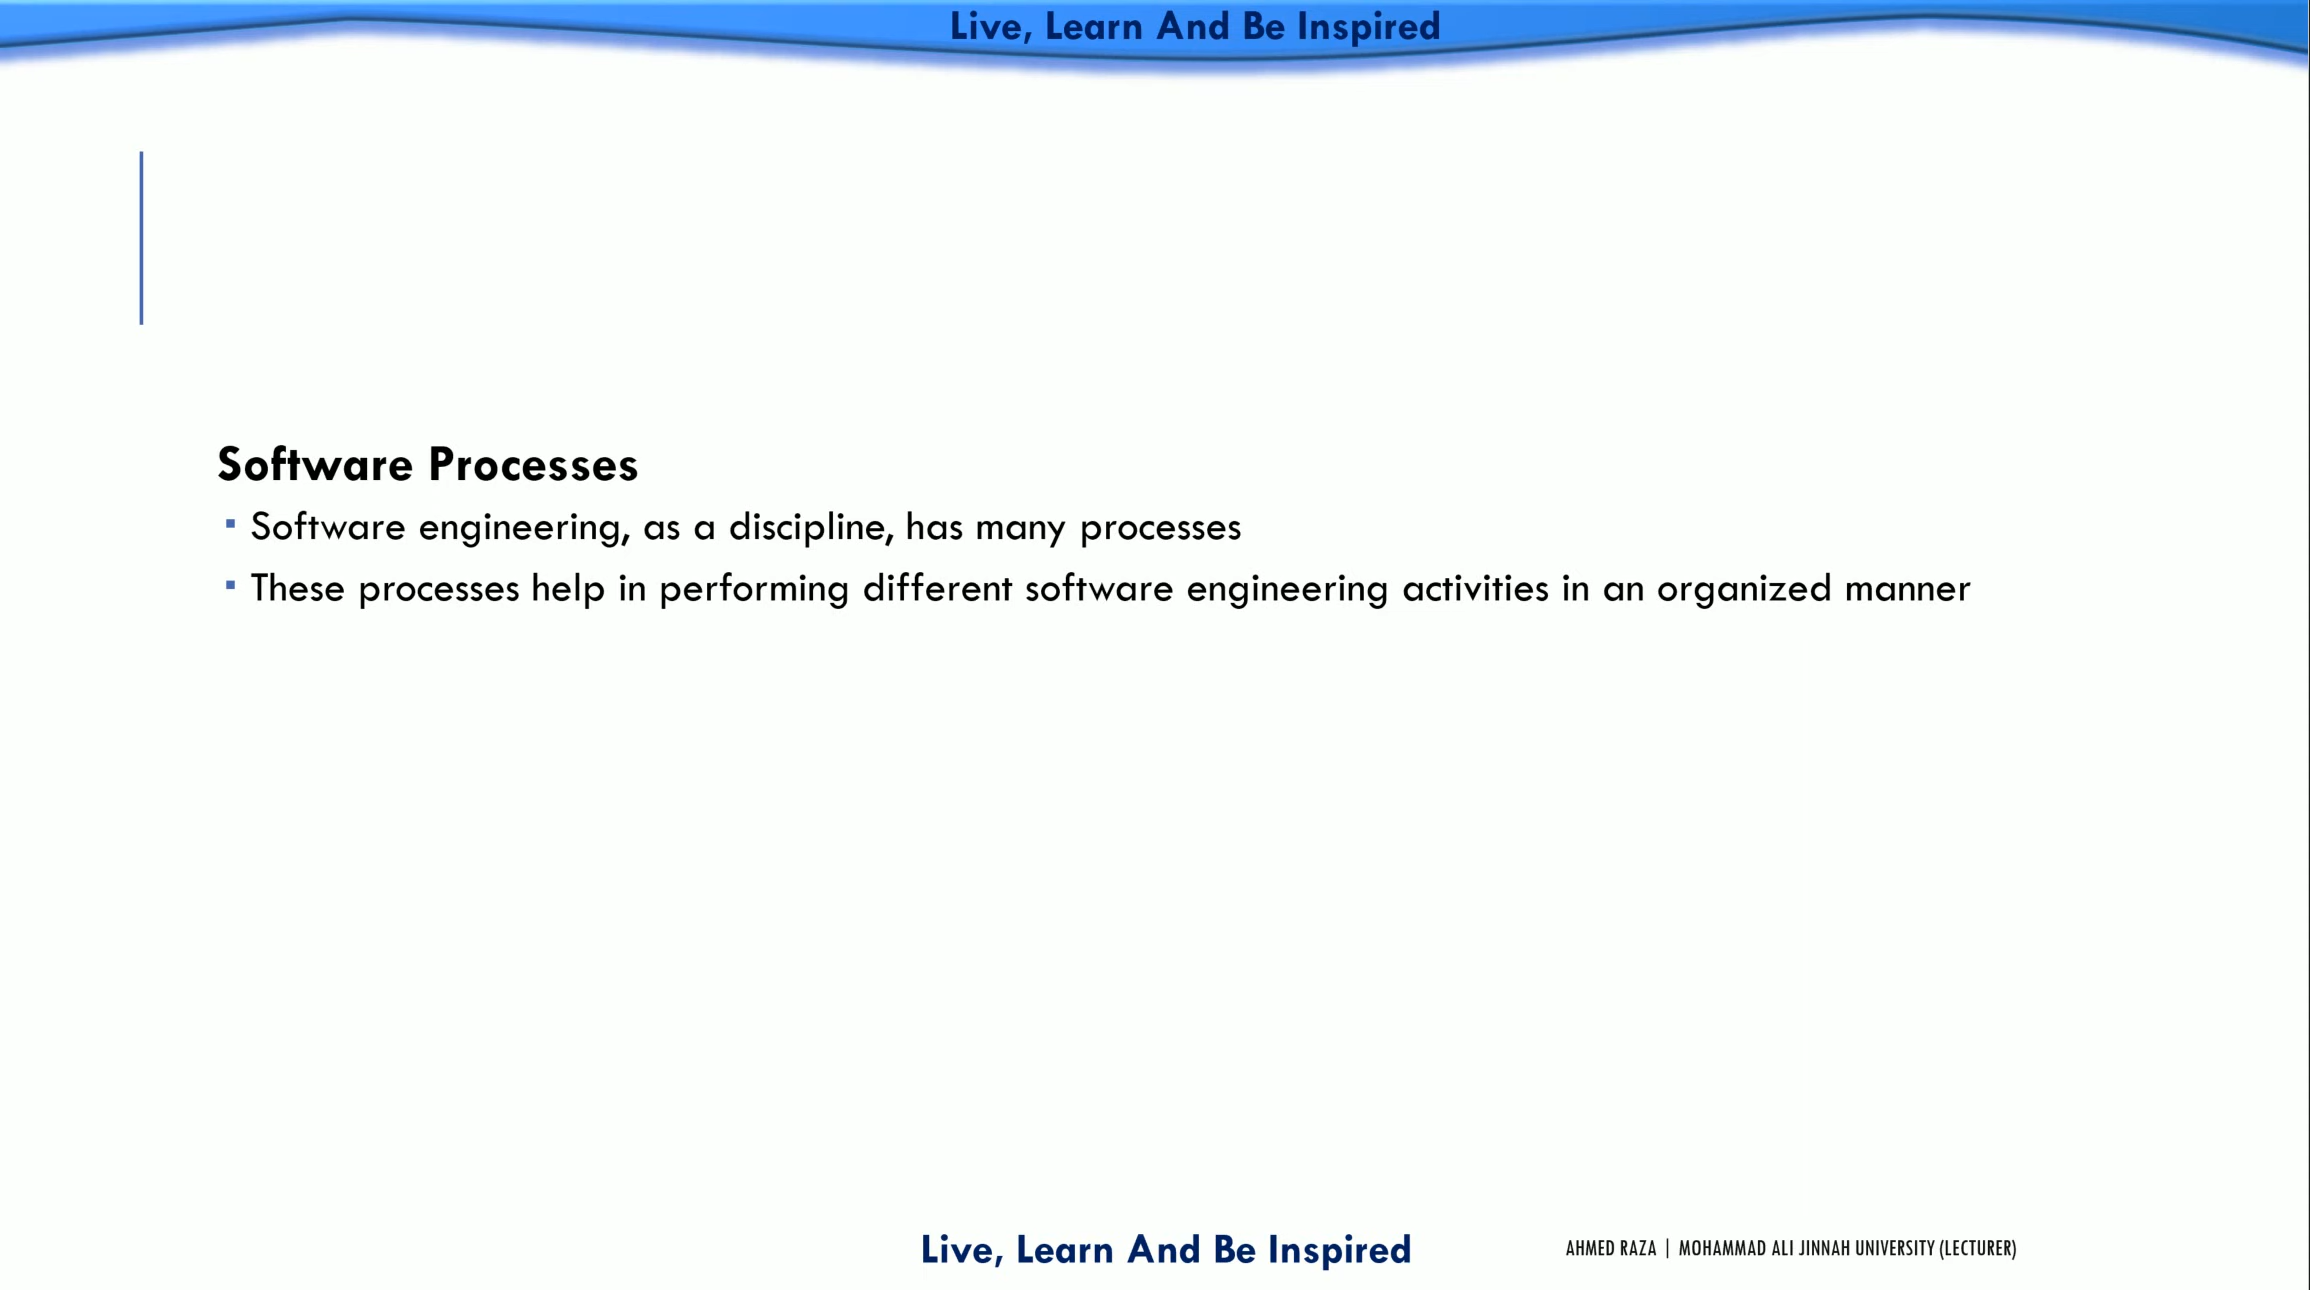 Live, Learn And Be Inspired
Software Processes
Software engineering, as a discipline, has many processes
These processes help in performing different software engineering activities in an organized manner
Live, Learn And Be Inspired
AHMED RAZA | MOHAMMAD ALI JINNAH UNIVERSITY (LECTURER)